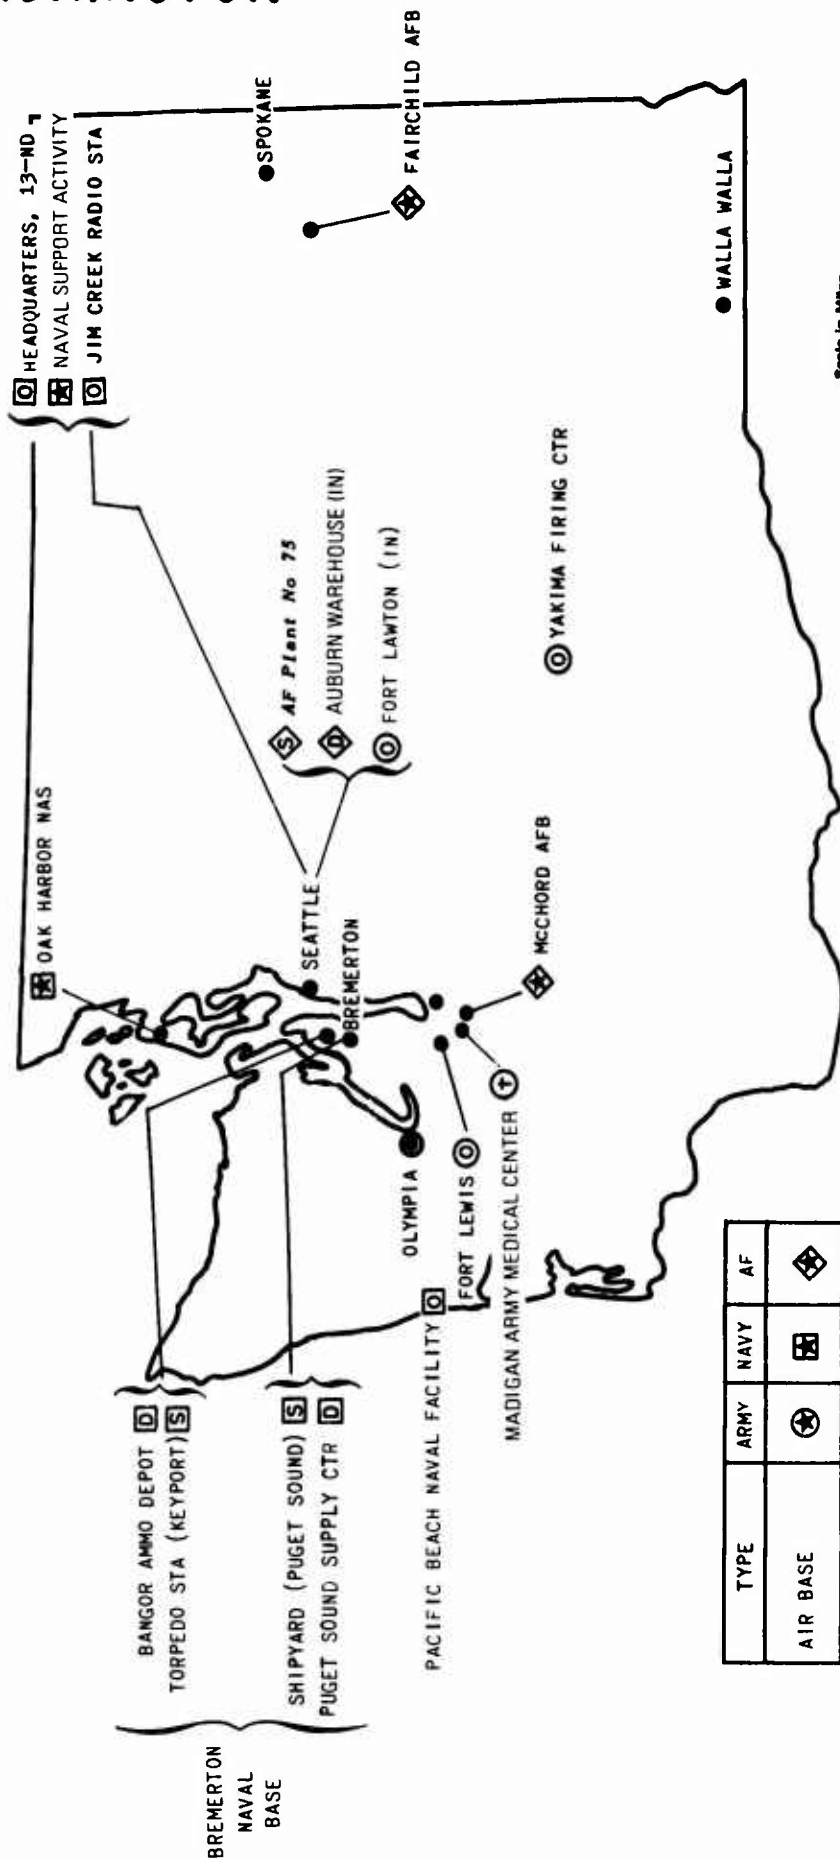 HEADQUARTERS, 13-ND
NAVAL SUPPORT ACTIVITY
JIM CREEK RADIO STA
OAK HARBOR NAS
SPOKANE
FAIRCHILD AFB
AF Plant No 75
AUBURN WAREHOUSE (IN)
FORT LAWTON (IN)
SEATTLE
BREMERTON
BANGOR AMMO DEPOT D
TORPEDO STA (KEYPORT) S
SHIPYARD (PUGET SOUND) S
PUGET SOUND SUPPLY CTR D
BREMERTON
NAVAL
BASE
OLYMPIA
PACIFIC BEACH NAVAL FACILITY O
FORT LEWIS O
MADIGAN ARMY MEDICAL CENTER
MCCHORD AFB
YAKIMA FIRING CTR
WALLA WALLA
Scale in Miles
TYPE ARMY NAVY AF
AIR BASE